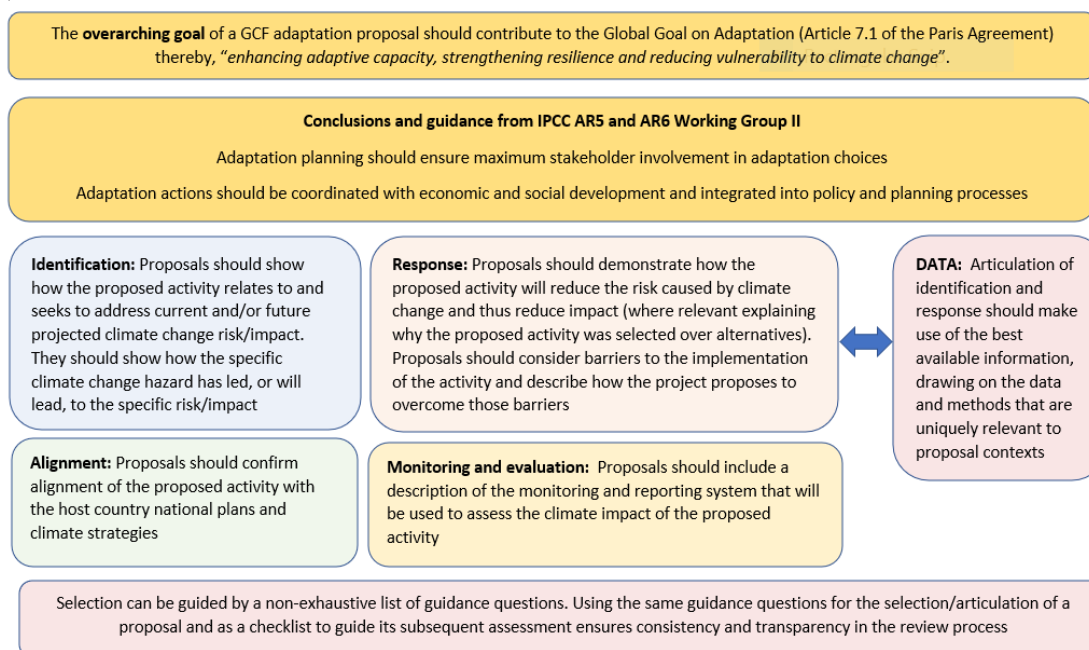 The overarching goal of a GCF adaptation proposal should contribute to the Global Goal on Adaptation (Article 7.1 of the Paris Agreement)
thereby, “enhancing adaptive capacity, strengthening resilience and reducing vulnerability to climate change”.
Conclusions and guidance from IPCC AR5 and AR6 Working Group II
Adaptation planning should ensure maximum stakeholder involvement in adaptation choices
Adaptation actions should be coordinated with economic and social development and integrated into policy and planning processes
Identification: Proposals should show
how the proposed activity relates to and
seeks to address current and/or future
projected climate change risk/impact.
They should show how the specific
climate change hazard has led, or will
lead, to the specific risk/impact
Response: Proposals should demonstrate how the
proposed activity will reduce the risk caused by climate
change and thus reduce impact (where relevant explaining
why the proposed activity was selected over alternatives).
Proposals should consider barriers to the implementation
of the activity and describe how the project proposes to
overcome those barriers
DATA: Articulation of
identification and
response should make
use of the best
available information,
drawing on the data
and methods that are
uniquely relevant to
proposal contexts
Alignment: Proposals should confirm
alignment of the proposed activity with
the host country national plans and
climate strategies
Monitoring and evaluation: Proposals should include a
description of the monitoring and reporting system that will
be used to assess the climate impact of the proposed
activity
Selection can be guided by a non-exhaustive list of guidance questions. Using the same guidance questions for the selection/articulation of a
proposal and as a checklist to guide its subsequent assessment ensures consistency and transparency in the review process